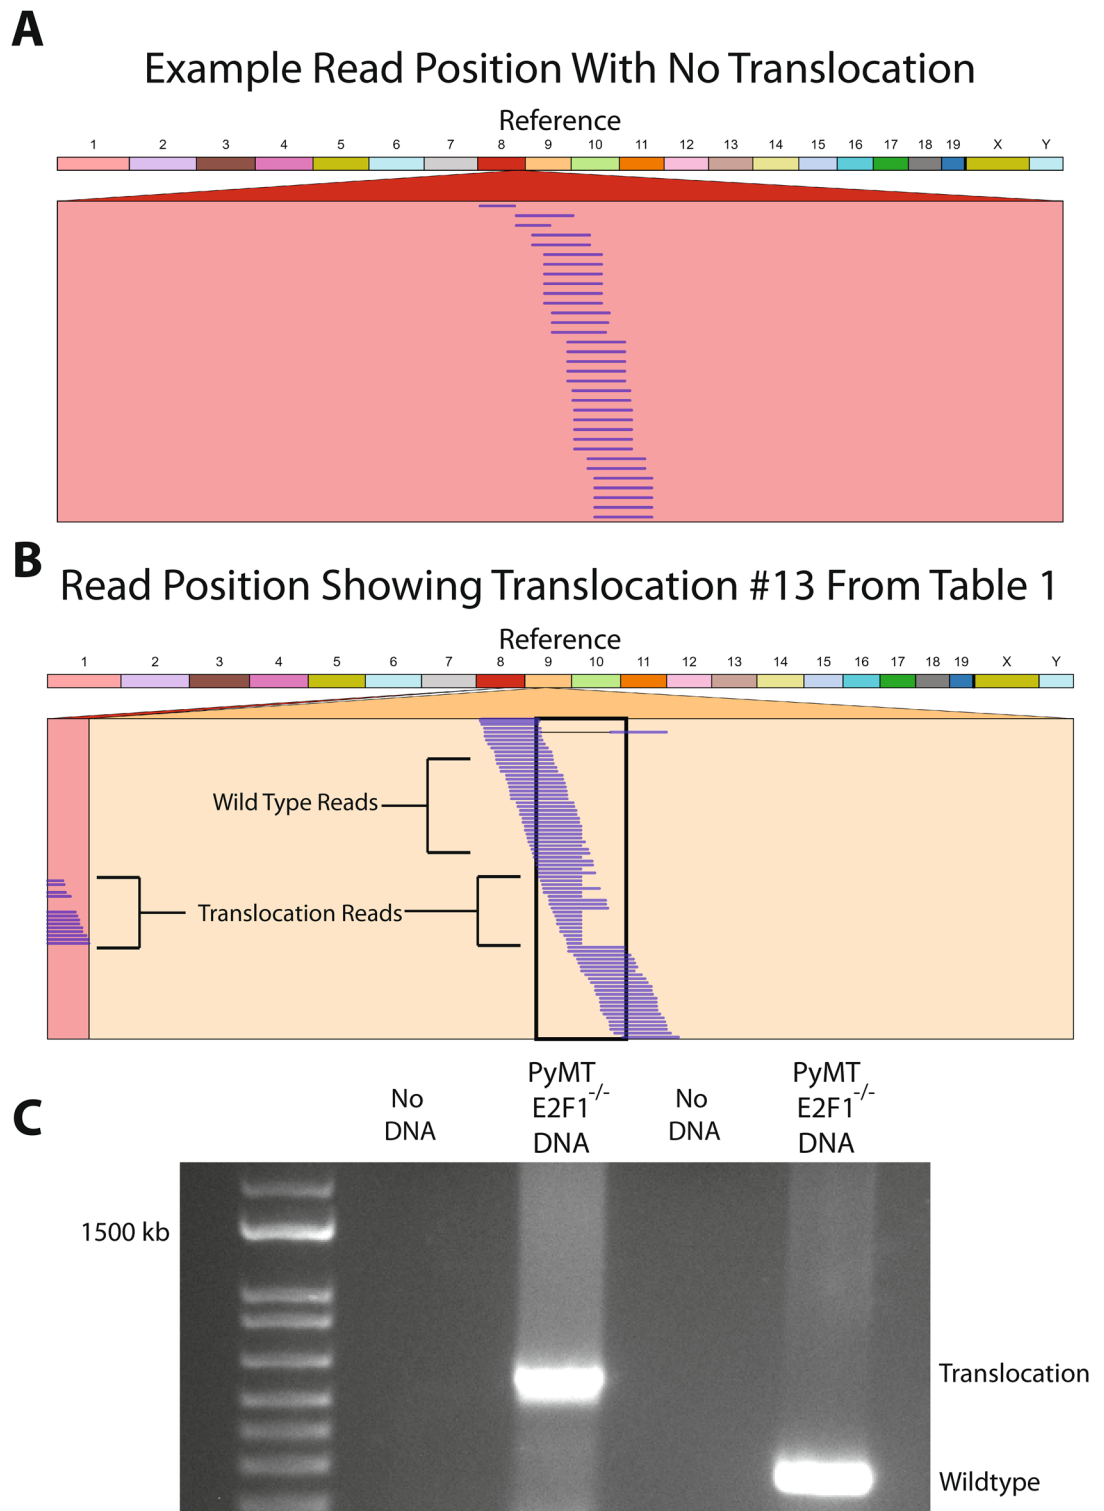 A
Example Read Position With No Translocation
Reference
1 2 3 4 5 6 7 8 9 10 11 12 13 14 15 16 17 18 19 X Y
B
Read Position Showing Translocation #13 From Table 1
Reference
1 2 3 4 5 6 7 8 9 10 11 12 13 14 15 16 17 18 19 X Y
Wild Type Reads
Translocation Reads
C
No
DNA
PyMT
E2F1-/-
DNA
No
DNA
PyMT
E2F1-/-
DNA
1500 kb
Translocation
Wildtype